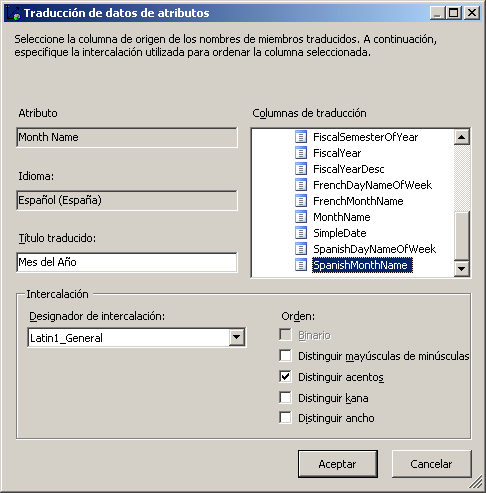 Traducción de datos de atributos
Seleccione la columna de origen de los nombres de miembros traducidos. A continuación,
especifique la intercalación utilizada para ordenar la columna seleccionada.
Atributo
Month Name
Idioma:
Español (España)
Título traducido:
Mes del Año
Columnas de traducción
FiscalSemesterOfYear
FiscalYear
FiscalYearDesc
FrenchDayNameOfWeek
FrenchMonthName
MonthName
SimpleDate
SpanishDayNameOfWeek
SpanishMonthName
Intercalación
Designador de intercalación:
Latin1_General
Orden:
Binario
Distinguir mayúsculas de minúsculas
Distinguir acentos
Distinguir kana
Distinguir ancho
Aceptar
Cancelar